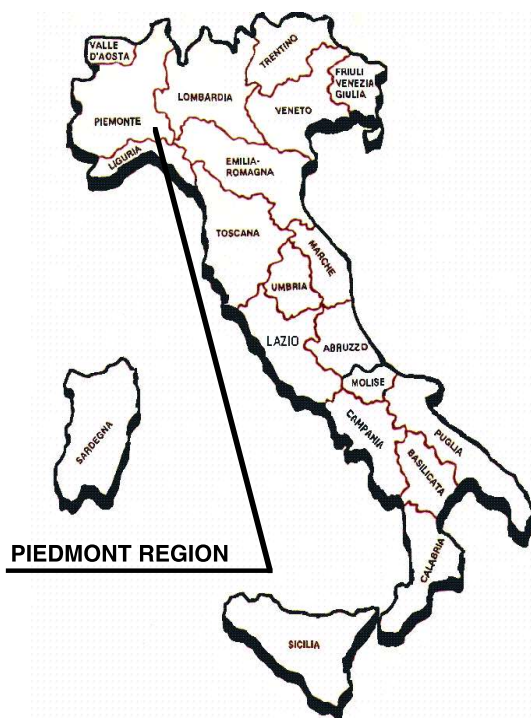 VALLE
D'AOSTA
TRENTINO
FRIULI
VENEZIA
GIULIA
LOMBARDIA
VENETO
PIEMONTE
LIGURIA
EMILIA-
ROMAGNA
TOSCANA
MARCHE
UMBRIA
LAZIO
ABRUZZO
MOLISE
CAMPANIA
PUGLIA
BASILICATA
SARDEGNA
PIEDMONT REGION
CALABRIA
SICILIA